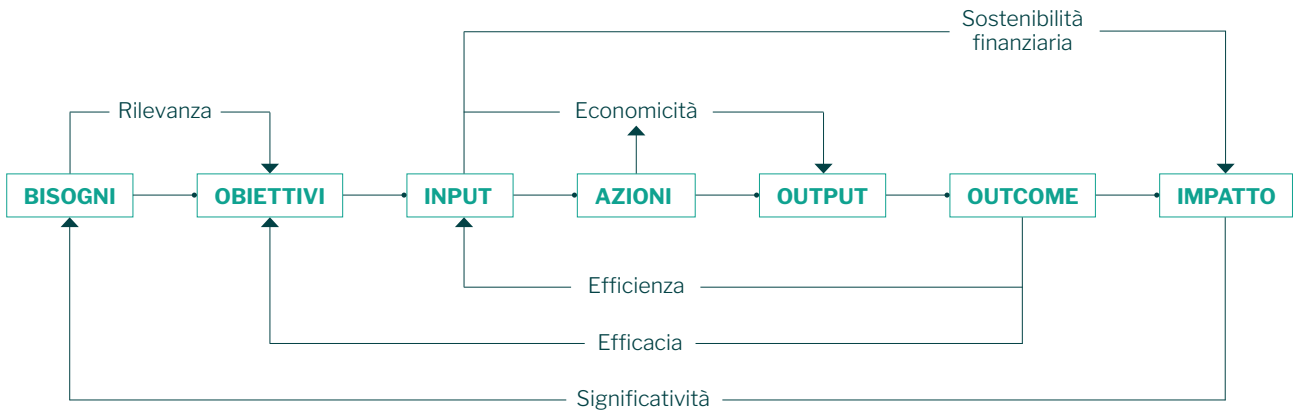 Sostenibilità
finanziaria
Rilevanza
Economicità
BISOGNI
OBIETTIVI
INPUT
AZIONI
OUTPUT
OUTCOME
IMPATTO
Efficienza
Efficacia
Significatività